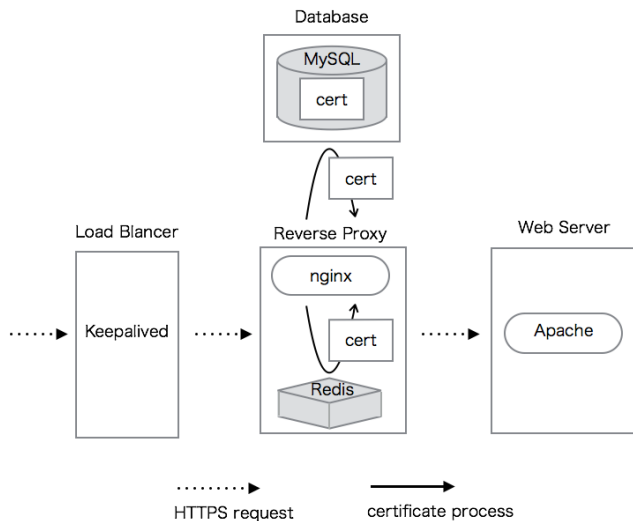 Database
MySQL
cert
cert
Load Blancer
Reverse Proxy
Web Server
nginx
Keepalived
cert
Apache
Redis
HTTPS request
certificate process